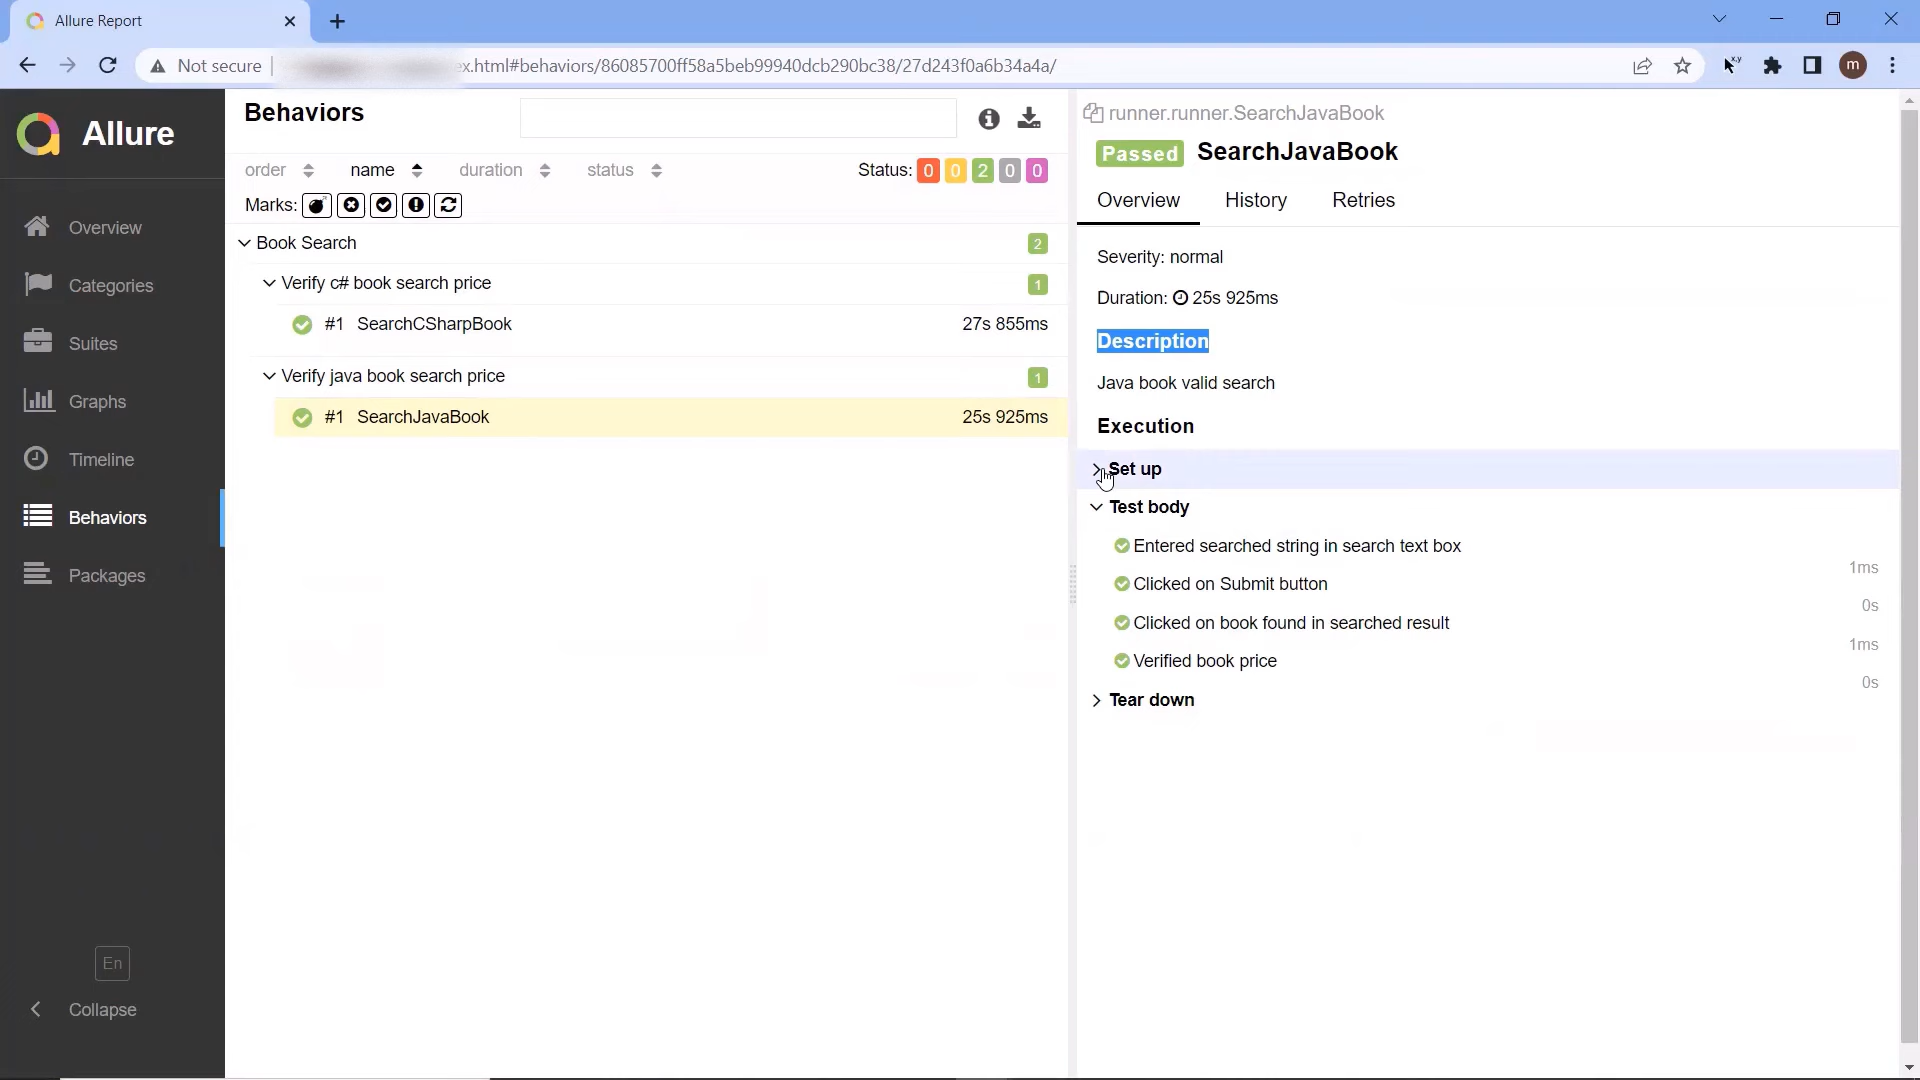 Allure Report
Not secure
x.html#behaviors/86085700ff58a5beb99940dcb290bc38/27d243f0a6b34a4a/
m
Allure
Overview
Categories
Suites
Graphs
Timeline
Behaviors
Packages
En
Collapse
Behaviors
order name duration status Status: 0 0 2 0 0
Marks:
Book Search 2
Verify c# book search price 1
#1 SearchCSharpBook 27s 855ms
Verify java book search price 1
#1 SearchJavaBook 25s 925ms
runner.runner.SearchJavaBook
Passed SearchJavaBook
Overview History Retries
Severity: normal
Duration: 25s 925ms
Description
Java book valid search
Execution
Set up
Test body
Entered searched string in search text box
1ms
Clicked on Submit button
0s
Clicked on book found in searched result
1ms
Verified book price
0s
Tear down